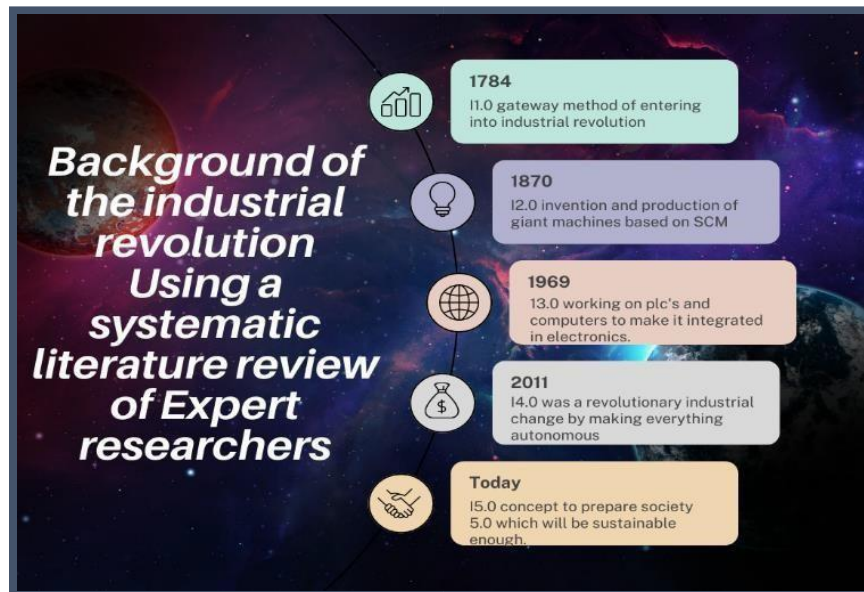 Background of
the industrial
revolution
Using a
systematic
literature review
of Expert
researchers
1784
I1.0 gateway method of entering
into industrial revolution
1870
I2.0 invention and production of
giant machines based on SCM
1969
13.0 working on plc's and
computers to make it integrated
in electronics.
2011
I4.0 was a revolutionary industrial
change by making everything
autonomous
Today
I5.0 concept to prepare society
5.0 which will be sustainable
enough.